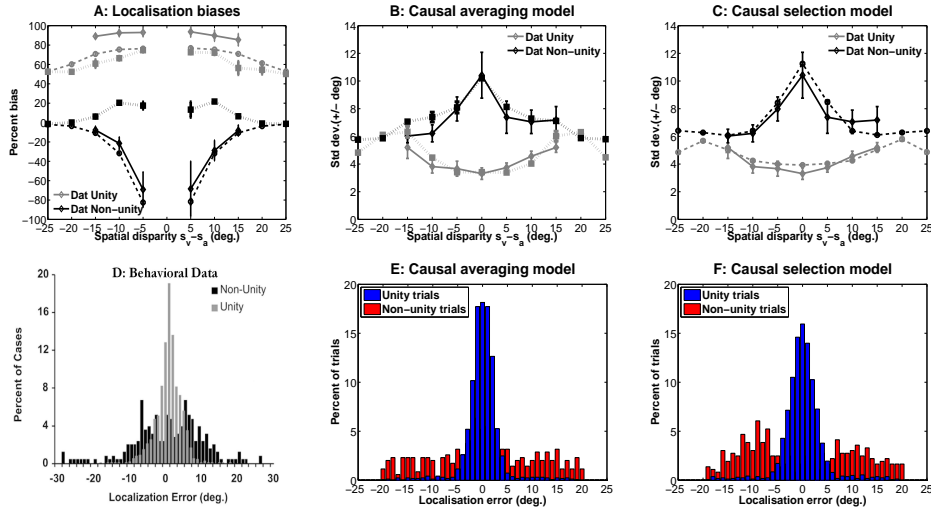 A: Localisation biases
Percent bias
100
80
60
40
20
0
−20
−40
−60
−80
−100
Dat Unity
Dat Non−unity
−25 −20 −15 −10 −5 0 5 10 15 20 25
Spatial disparity s_v−s_a (deg.)
B: Causal averaging model
Std dev.(+/− deg)
14
12
10
8
6
4
2
0
Dat Unity
Dat Non−unity
−25 −20 −15 −10 −5 0 5 10 15 20 25
Spatial disparity s_v−s_a (deg.)
C: Causal selection model
Std dev.(+/− deg)
14
12
10
8
6
4
2
0
Dat Unity
Dat Non−unity
−25 −20 −15 −10 −5 0 5 10 15 20 25
Spatial disparity s_v−s_a (deg.)
D: Behavioral Data
Percent of Cases
20
16
12
8
4
0
Non-Unity
Unity
-30 -20 -10 0 10 20 30
Localization Error (deg.)
E: Causal averaging model
Percent of trials
20
15
10
5
0
Unity trials
Non−unity trials
−25 −20 −15 −10 −5 0 5 10 15 20 25
Localisation error (deg.)
F: Causal selection model
Percent of trials
20
15
10
5
0
Unity trials
Non−unity trials
−25 −20 −15 −10 −5 0 5 10 15 20 25
Localisation error (deg.)